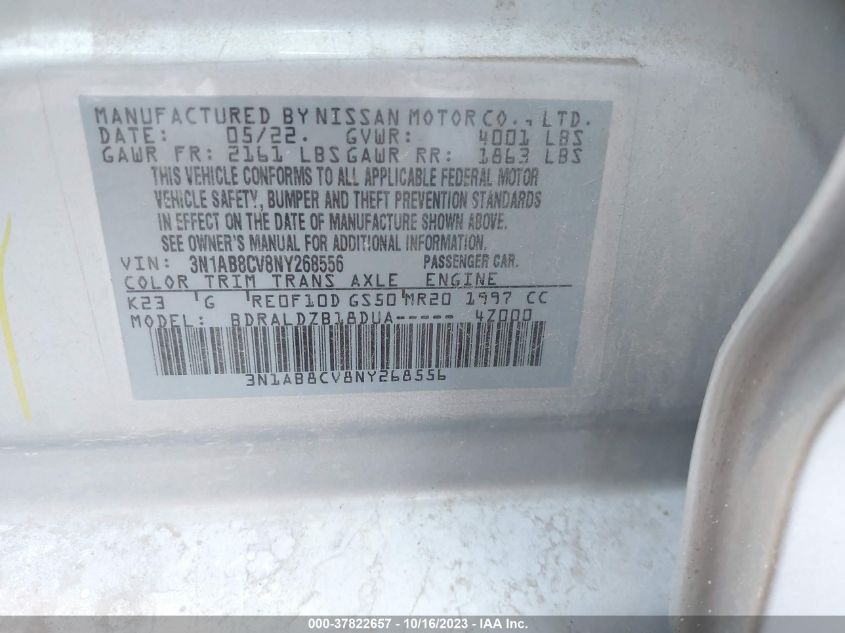 MANUFACTURED BY NISSAN MOTOR CO., LTD.
DATE: 05/22. GVWR: 4001 LBS
GAWR FR: 2161 LBS GAWR RR: 1863 LBS
THIS VEHICLE CONFORMS TO ALL APPLICABLE FEDERAL MOTOR
VEHICLE SAFETY, BUMPER AND THEFT PREVENTION STANDARDS
IN EFFECT ON THE DATE OF MANUFACTURE SHOWN ABOVE.
SEE OWNER'S MANUAL FOR ADDITIONAL INFORMATION.
VIN: 3N1AB8CV8NY268556 PASSENGER CAR.
COLOR TRIM TRANS AXLE ENGINE
K23 G RE0F10D GS50 MR20 1997 CC
MODEL: BDRALDZB18DUA----- 4Z000
3N1AB8CV8NY268556
000-37822657 - 10/16/2023 - IAA Inc.